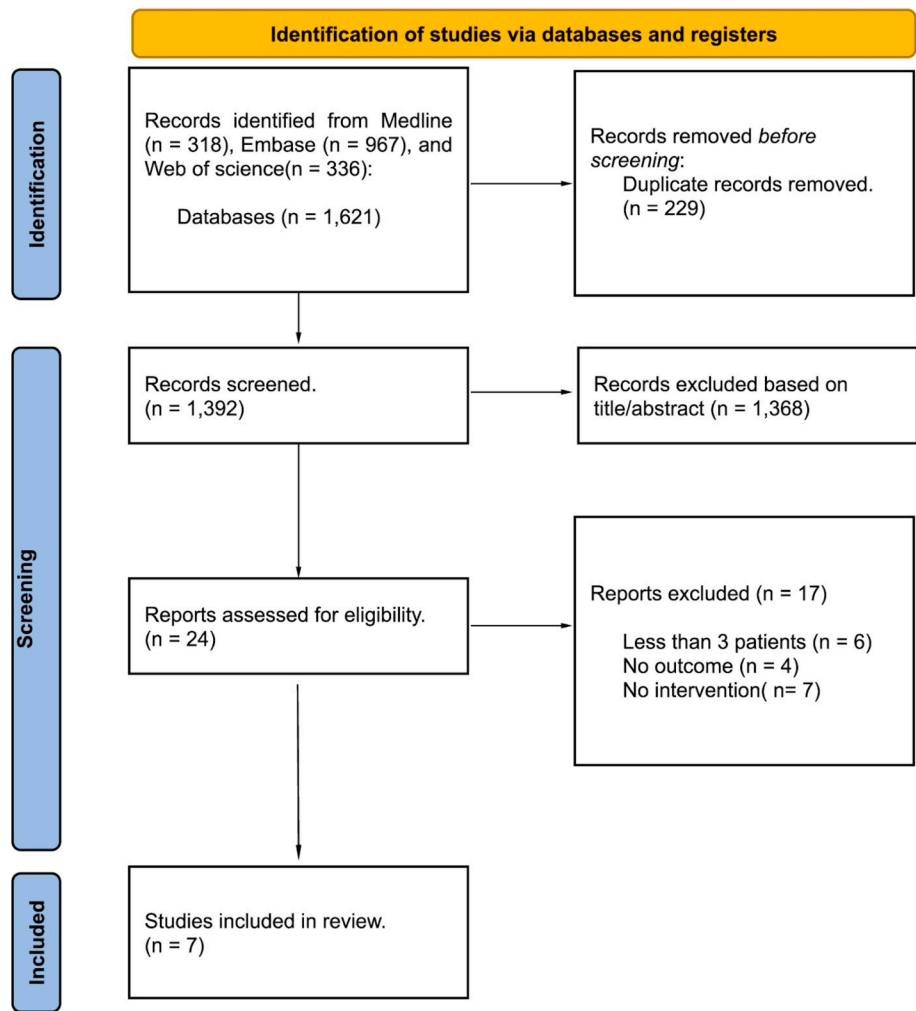 Identification of studies via databases and registers
Identification
Records identified from Medline
(n = 318), Embase (n = 967), and
Web of science(n = 336):
Databases (n = 1,621)
Records removed before
screening:
Duplicate records removed.
(n = 229)
Screening
Records screened.
(n = 1,392)
Records excluded based on
title/abstract (n = 1,368)
Reports assessed for eligibility.
(n = 24)
Reports excluded (n = 17)
Less than 3 patients (n = 6)
No outcome (n = 4)
No intervention( n= 7)
Included
Studies included in review.
(n = 7)